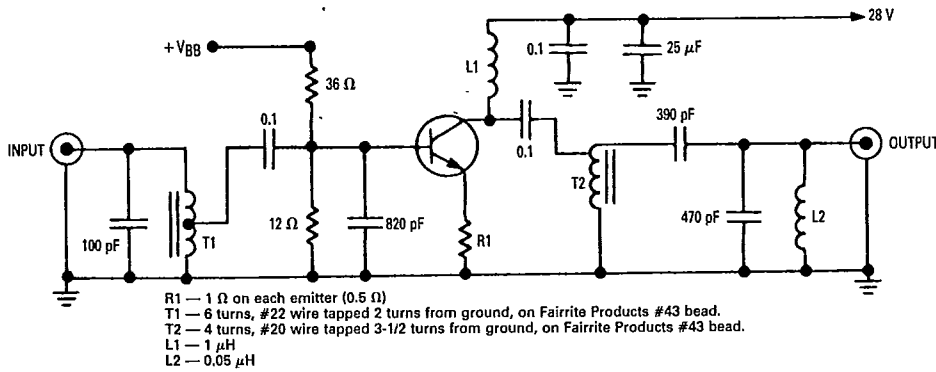 28 V
+ VBB
0.1
25 μF
L1
36 Ω
390 pF
0.1
INPUT
OUTPUT
0.1
T2
12 Ω
820 pF
470 pF
L2
100 pF
T1
R1
R1 — 1 Ω on each emitter (0.5 Ω)
T1 — 6 turns, #22 wire tapped 2 turns from ground, on Fairrite Products #43 bead.
T2 — 4 turns, #20 wire tapped 3-1/2 turns from ground, on Fairrite Products #43 bead.
L1 — 1 μH
L2 — 0.05 μH